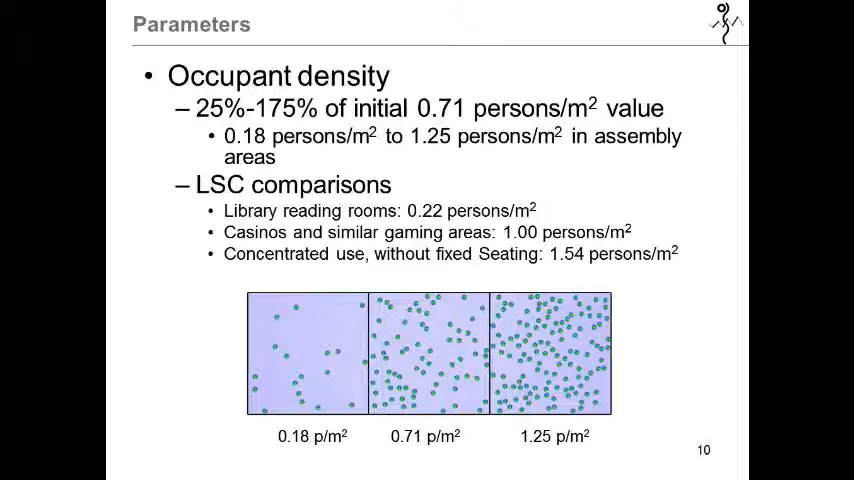 Parameters
• Occupant density
– 25%-175% of initial 0.71 persons/m² value
• 0.18 persons/m² to 1.25 persons/m² in assembly
areas
– LSC comparisons
• Library reading rooms: 0.22 persons/m²
• Casinos and similar gaming areas: 1.00 persons/m²
• Concentrated use, without fixed Seating: 1.54 persons/m²
0.18 p/m² 0.71 p/m² 1.25 p/m²
10